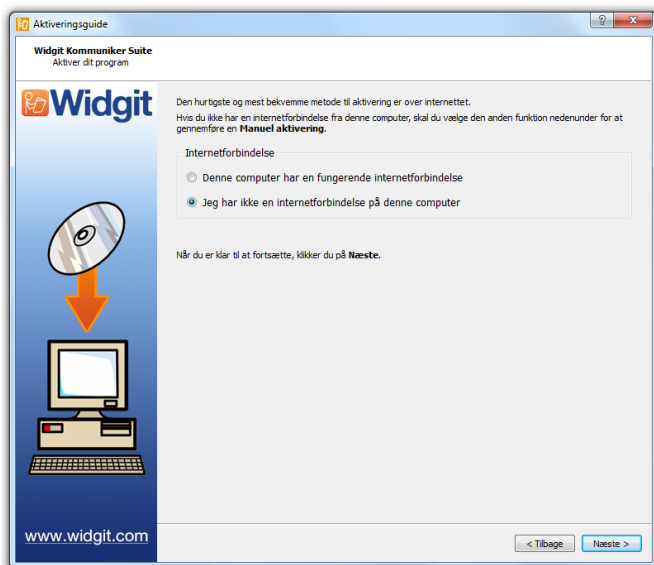 Aktiveringsguide
Widgit Kommuniker Suite
Aktiver dit program
Widgit
Den hurtigste og mest bekvemme metode til aktivering er over internettet.
Hvis du ikke har en internetforbindelse fra denne computer, skal du vælge den anden funktion nedenunder for at
gennemføre en Manuel aktivering.
Internetforbindelse
Denne computer har en fungerende internetforbindelse
Jeg har ikke en internetforbindelse på denne computer
Når du er klar til at fortsætte, klikker du på Næste.
www.widgit.com
< Tilbage
Næste >